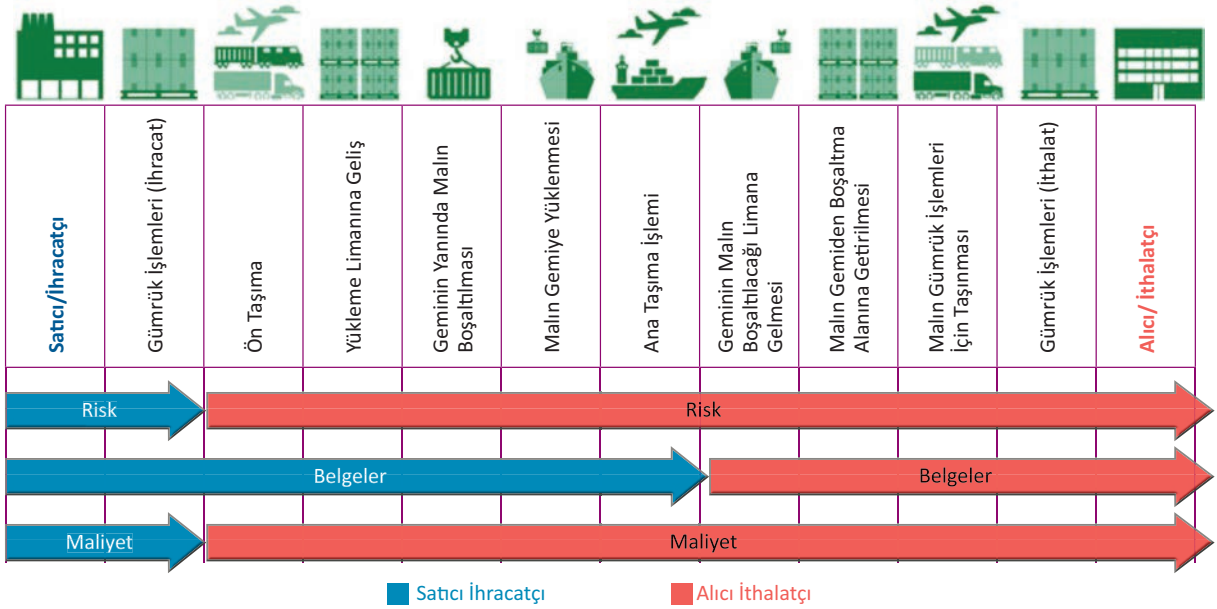 Satıcı/İhracatçı
Gümrük İşlemleri (İhracat)
Ön Taşıma
Yükleme Limanına Geliş
Geminin Yanında Malın
Boşaltılması
Malın Gemiye Yüklenmesi
Ana Taşıma İşlemi
Geminin Malın
Boşaltılacağı Limana
Gelmesi
Malın Gemiden Boşaltma
Alanına Getirilmesi
Malın Gümrük İşlemleri
İçin Taşınması
Gümrük İşlemleri (İthalat)
Alıcı/ İthalatçı
Risk
Risk
Belgeler
Belgeler
Maliyet
Maliyet
Satıcı İhracatçı
Alıcı İthalatçı